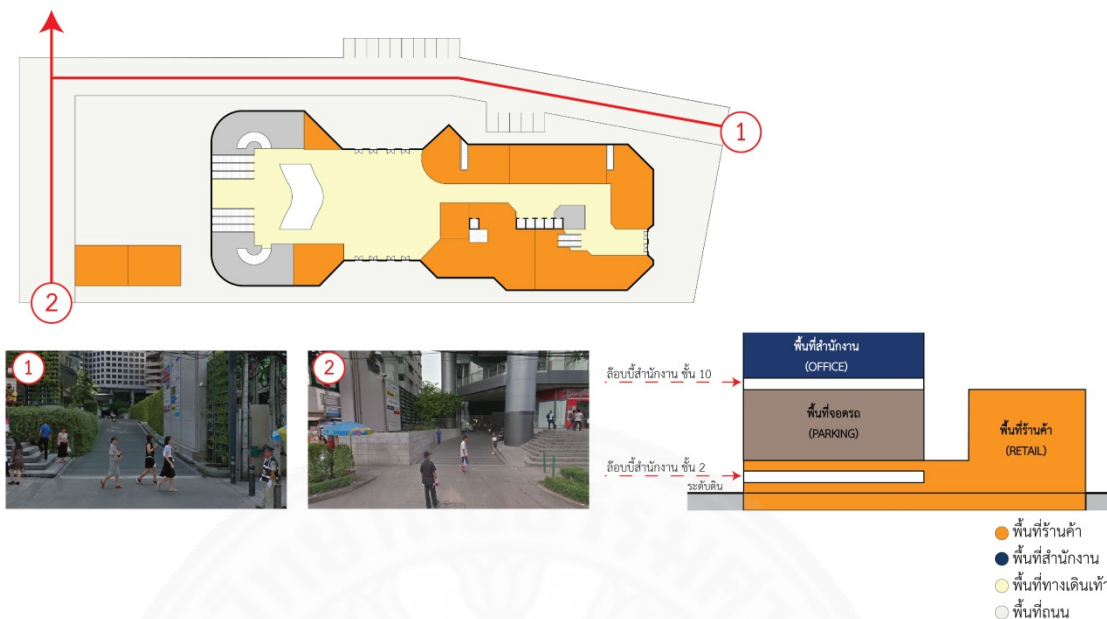 1
2
1
2
ล๊อบบี้สำนักงาน ชั้น 10
ล๊อบบี้สำนักงาน ชั้น 2
ระดับดิน
พื้นที่สำนักงาน
(OFFICE)
พื้นที่จอดรถ
(PARKING)
พื้นที่ร้านค้า
(RETAIL)
พื้นที่ร้านค้า
พื้นที่สำนักงาน
พื้นที่ทางเดินเท้า
พื้นที่ถนน